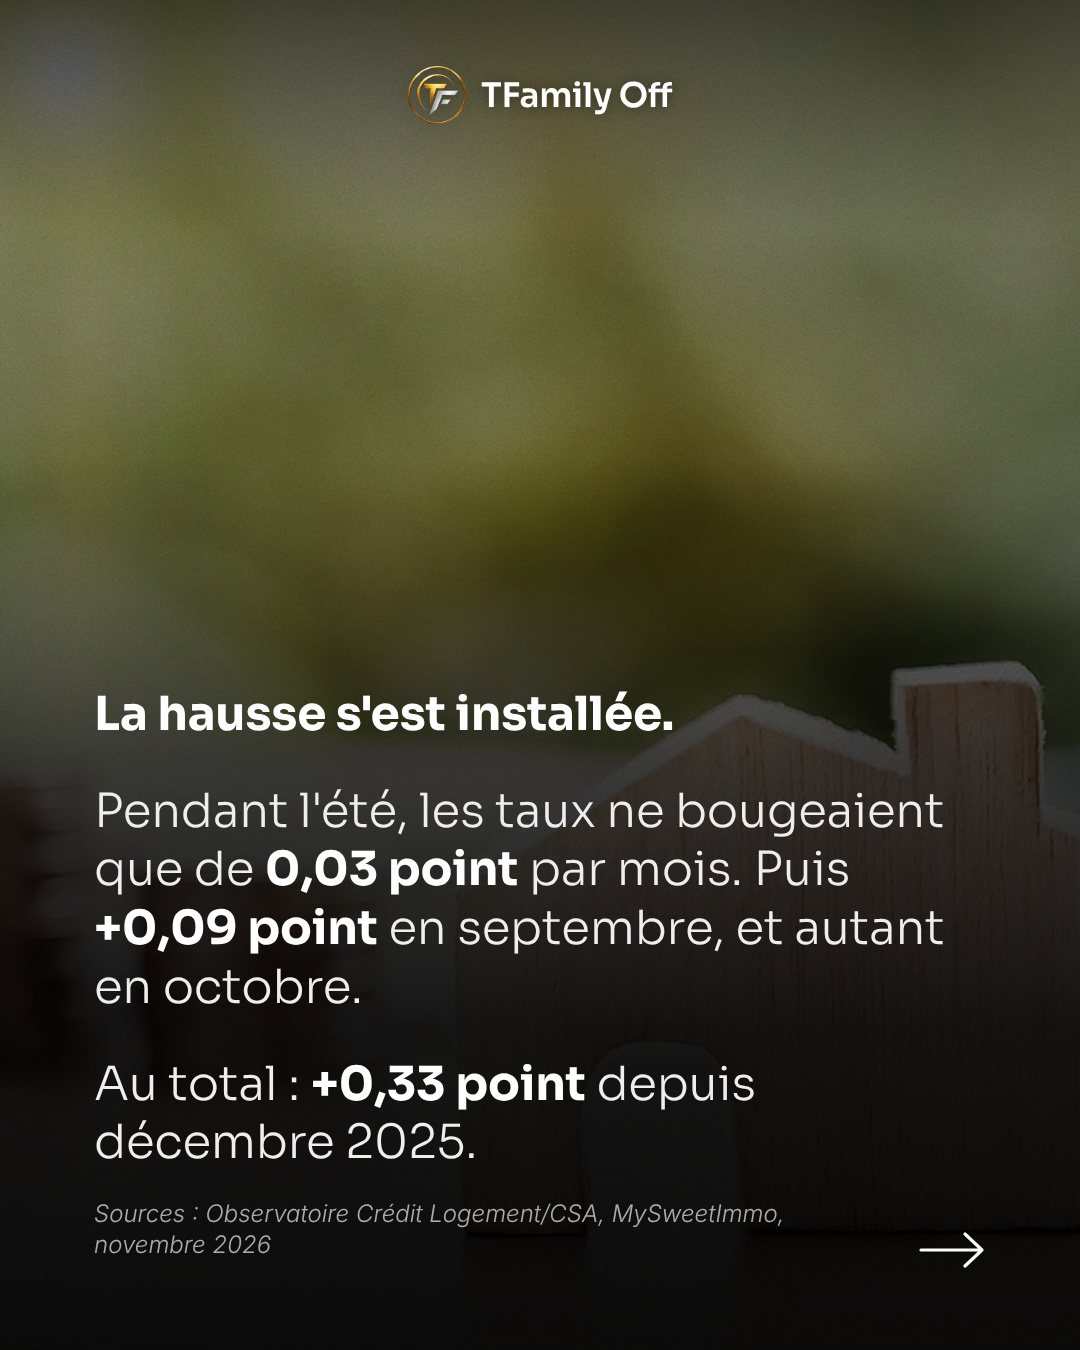 TFamily Off
La hausse s'est installée.
Pendant l'été, les taux ne bougeaient
que de 0,03 point par mois. Puis
+0,09 point en septembre, et autant
en octobre.
Au total : +0,33 point depuis
décembre 2025.
Sources : Observatoire Crédit Logement/CSA, MySweetImmo,
novembre 2026